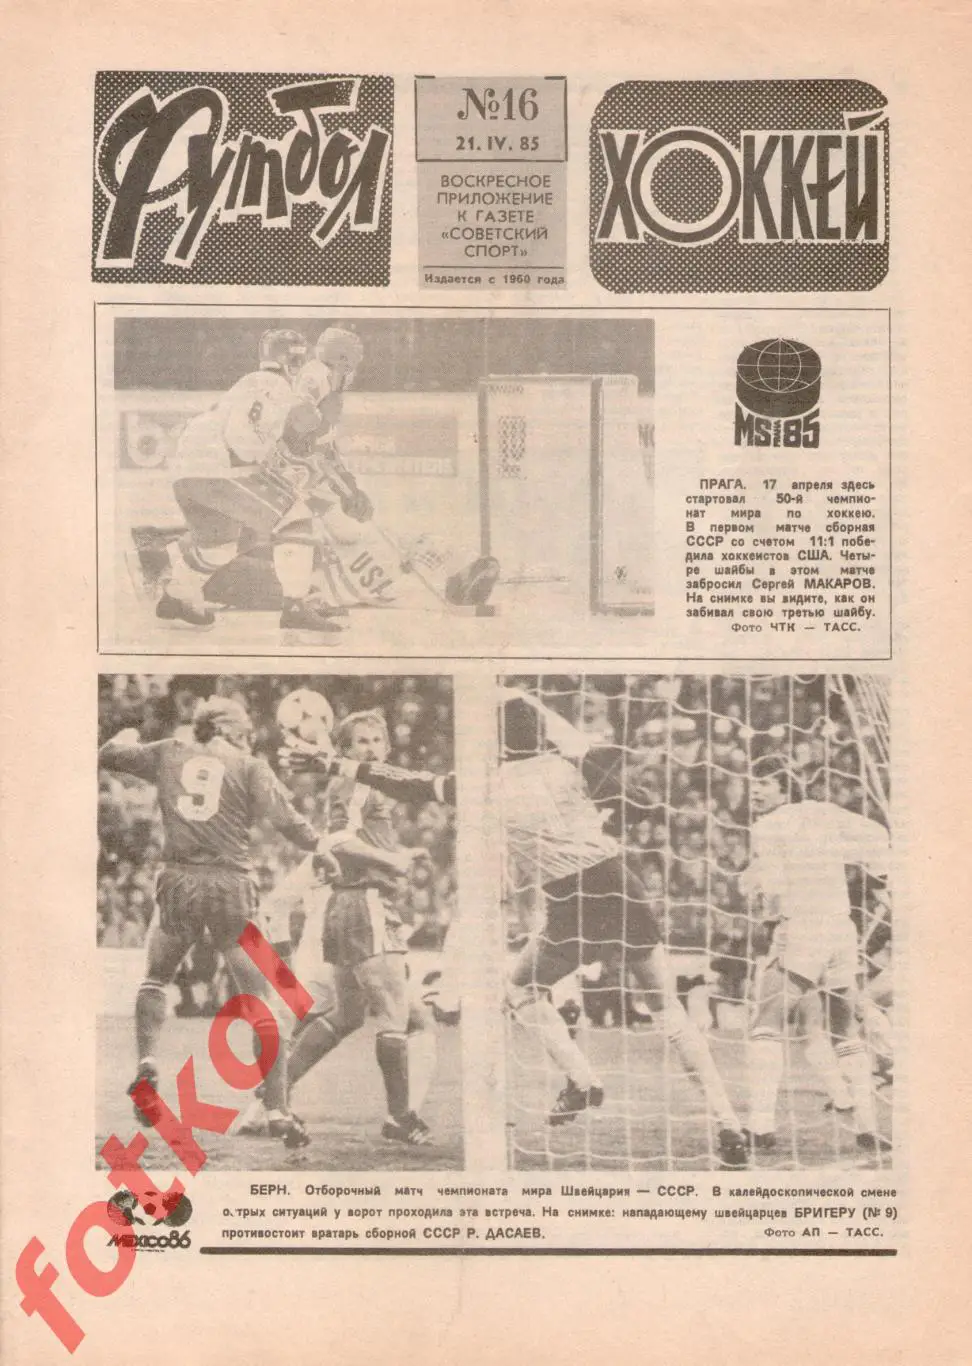 Футбол
№16
21. IV. 85
ВОСКРЕСНОЕ
ПРИЛОЖЕНИЕ
К ГАЗЕТЕ
«СОВЕТСКИЙ
СПОРТ»
Издается с 1960 года
ХОККЕЙ
8
USA
MS 85
ПРАГА. 17 апреля здесь
стартовал 50-й чемпио-
нат мира по хоккею.
В первом матче сборная
СССР со счетом 11:1 побе-
дила хоккеистов США. Четы-
ре шайбы в этом матче
забросил Сергей МАКАРОВ.
На снимке вы видите, как он
забивал свою третью шайбу.
Фото ЧТК — ТАСС.
9
БЕРН. Отборочный матч чемпионата мира Швейцария — СССР. В калейдоскопической смене
острых ситуаций у ворот проходила эта встреча. На снимке: нападающему швейцарцев БРИГЕРУ (№ 9)
противостоит вратарь сборной СССР Р. ДАСАЕВ. Фото АП — ТАСС.
MEXICO86
fotkol